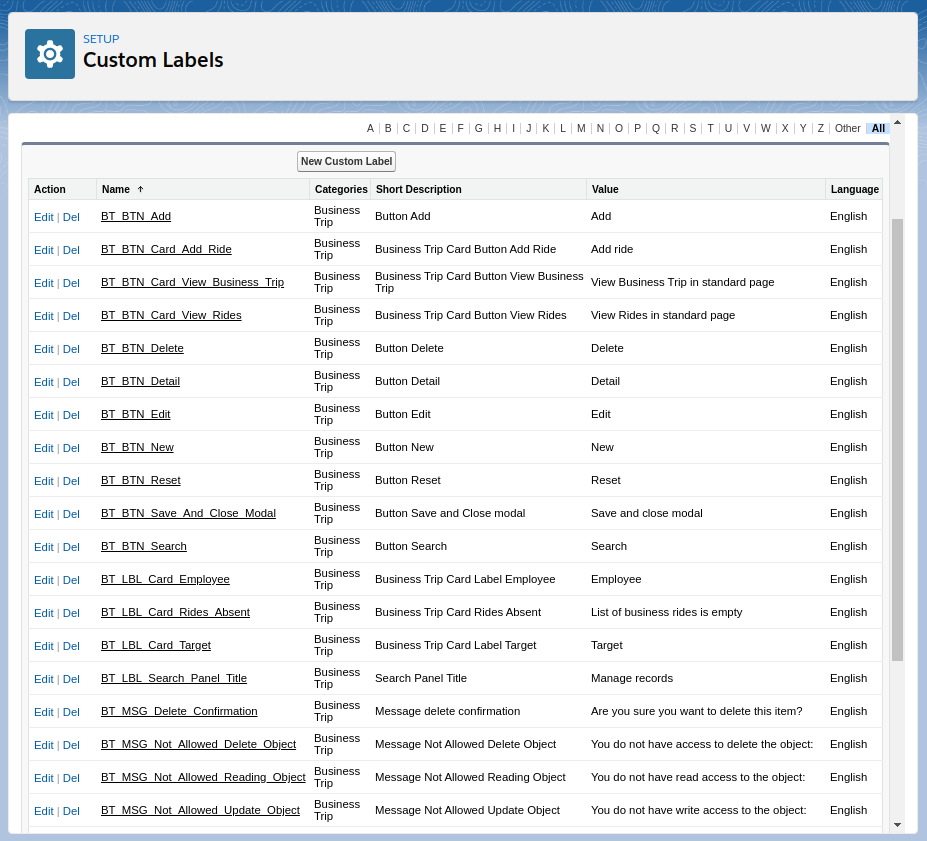 SETUP
Custom Labels
A | B | C | D | E | F | G | H | I | J | K | L | M | N | O | P | Q | R | S | T | U | V | W | X | Y | Z | Other | All
New Custom Label
Action Name ↑ Categories Short Description Value Language
Edit | Del BT_BTN_Add Business Trip Button Add Add English
Edit | Del BT_BTN_Card_Add_Ride Business Trip Business Trip Card Button Add Ride Add ride English
Edit | Del BT_BTN_Card_View_Business_Trip Business Trip Business Trip Card Button View Business Trip View Business Trip in standard page English
Edit | Del BT_BTN_Card_View_Rides Business Trip Business Trip Card Button View Rides View Rides in standard page English
Edit | Del BT_BTN_Delete Business Trip Button Delete Delete English
Edit | Del BT_BTN_Detail Business Trip Button Detail Detail English
Edit | Del BT_BTN_Edit Business Trip Button Edit Edit English
Edit | Del BT_BTN_New Business Trip Button New New English
Edit | Del BT_BTN_Reset Business Trip Button Reset Reset English
Edit | Del BT_BTN_Save_And_Close_Modal Business Trip Button Save and Close modal Save and close modal English
Edit | Del BT_BTN_Search Business Trip Button Search Search English
Edit | Del BT_LBL_Card_Employee Business Trip Business Trip Card Label Employee Employee English
Edit | Del BT_LBL_Card_Rides_Absent Business Trip Business Trip Card Rides Absent List of business rides is empty English
Edit | Del BT_LBL_Card_Target Business Trip Business Trip Card Label Target Target English
Edit | Del BT_LBL_Search_Panel_Title Business Trip Search Panel Title Manage records English
Edit | Del BT_MSG_Delete_Confirmation Business Trip Message delete confirmation Are you sure you want to delete this item? English
Edit | Del BT_MSG_Not_Allowed_Delete_Object Business Trip Message Not Allowed Delete Object You do not have access to delete the object: English
Edit | Del BT_MSG_Not_Allowed_Reading_Object Business Trip Message Not Allowed Reading Object You do not have read access to the object: English
Edit | Del BT_MSG_Not_Allowed_Update_Object Business Trip Message Not Allowed Update Object You do not have write access to the object: English